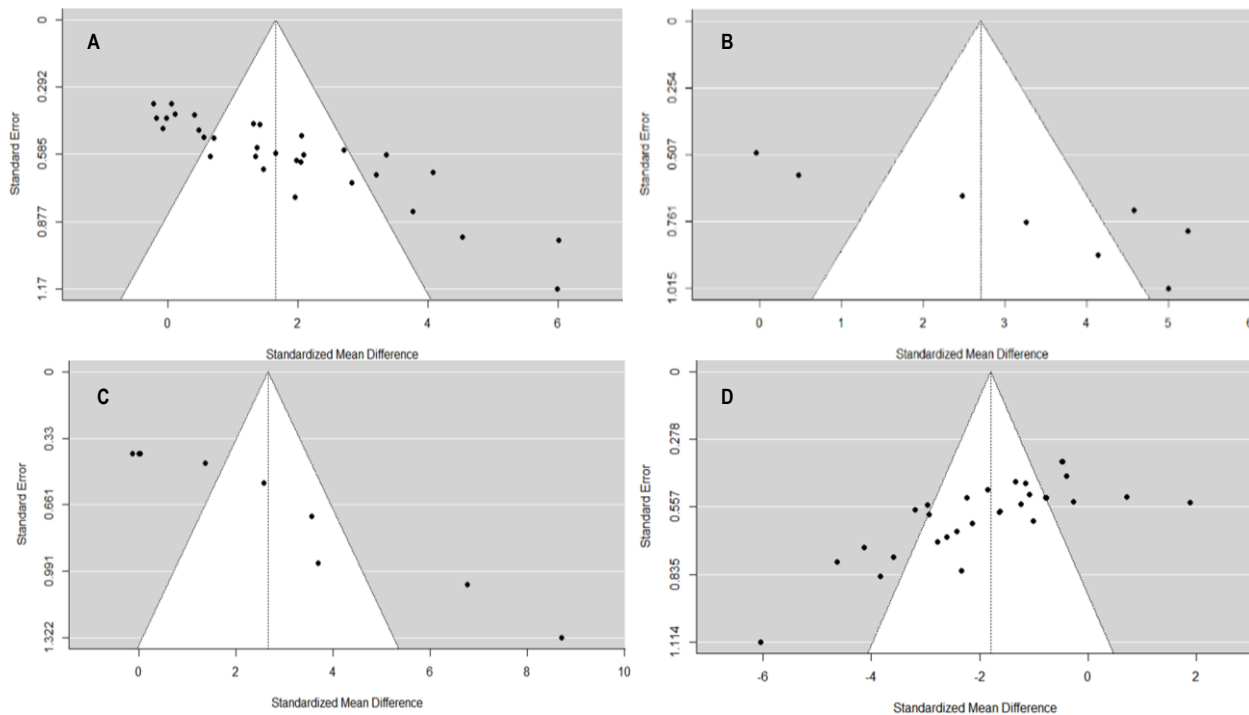 A
Standard Error
0
0.292
0.585
0.877
1.17
0 2 4 6
Standardized Mean Difference
B
Standard Error
0
0.254
0.507
0.761
1.015
0 1 2 3 4 5 6
Standardized Mean Difference
C
Standard Error
0
0.33
0.661
0.991
1.322
0 2 4 6 8 10
Standardized Mean Difference
D
Standard Error
0
0.278
0.557
0.835
1.114
-6 -4 -2 0 2
Standardized Mean Difference